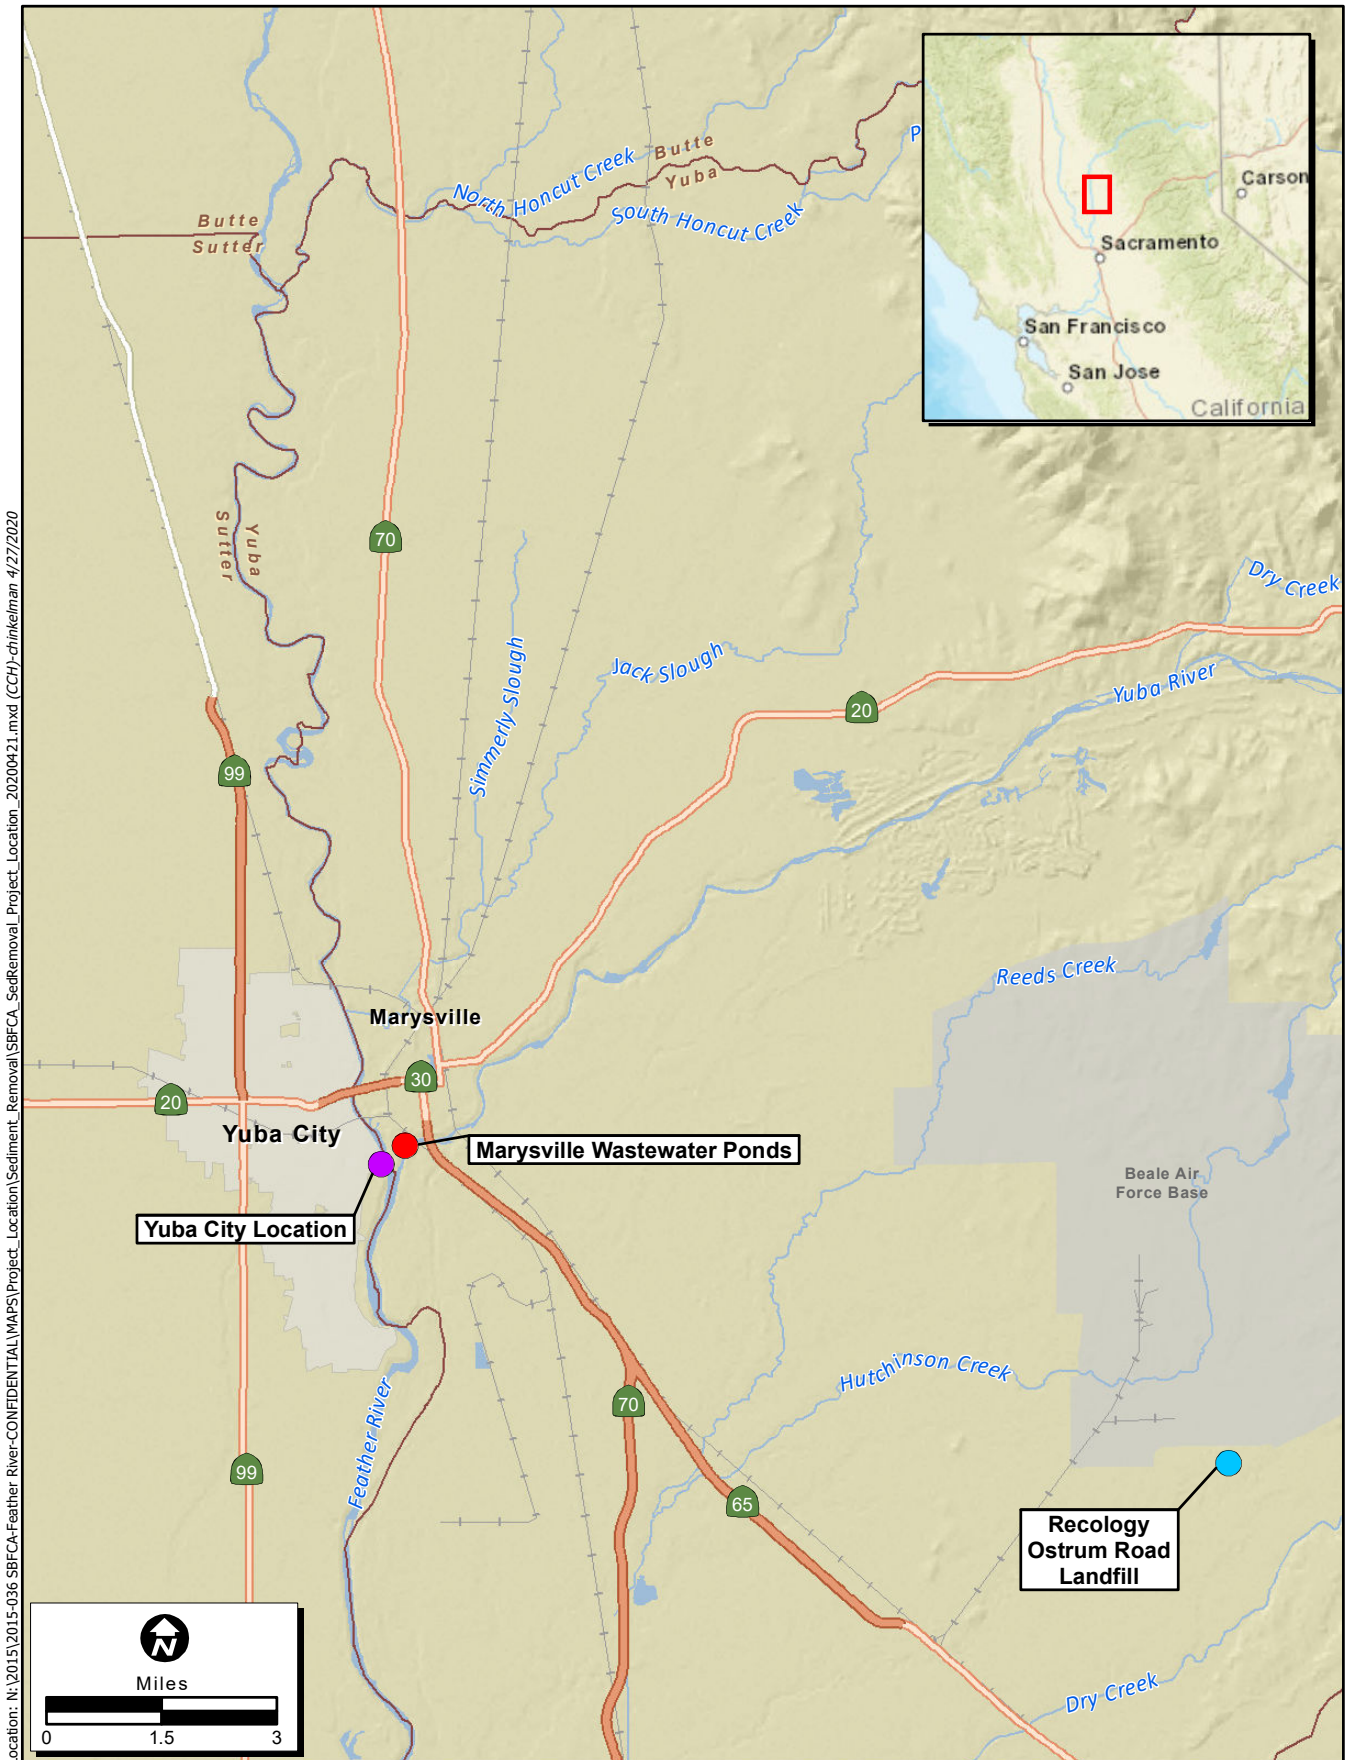 Butte
Yuba
North Honcut Creek
South Honcut Creek
P
Butte
Sutter
Carson
Sacramento
San Francisco
San Jose
California
Yuba
Sutter
70
Dry Creek
Jack Slough
Simmerly Slough
Yuba River
20
99
Reeds Creek
Marysville
30
20
Yuba City
Marysville Wastewater Ponds
Beale Air
Force Base
Yuba City Location
Hutchinson Creek
Feather River
70
99
65
Recology
Ostrum Road
Landfill
Dry Creek
N
Miles
0 1.5 3
ocation: N:\2015\2015-036 SBFCA-Feather River-CONFIDENTIAL\MAPS\Project_Location\Sediment_Removal\SBFCA_SedRemoval_Project_Location_20200421.mxd (CCH)-chinkelman 4/27/2020